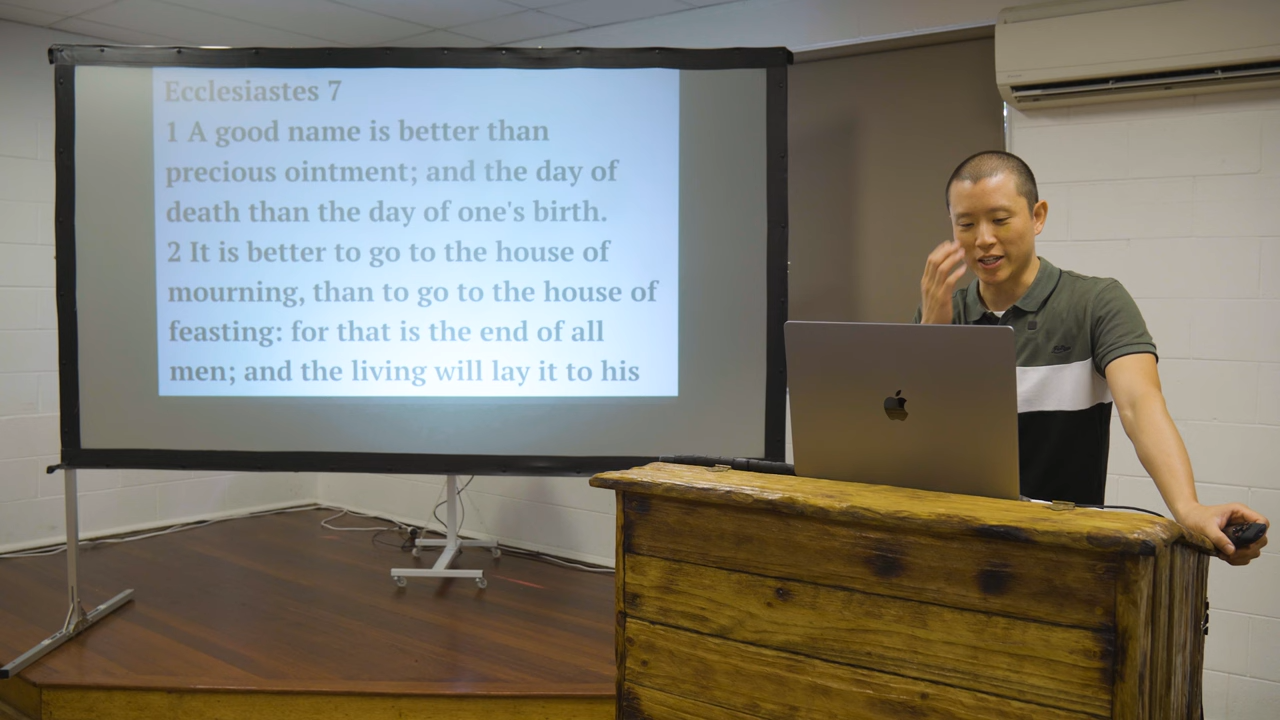 Ecclesiastes 7
1 A good name is better than
precious ointment; and the day of
death than the day of one's birth.
2 It is better to go to the house of
mourning, than to go to the house of
feasting: for that is the end of all
men; and the living will lay it to his